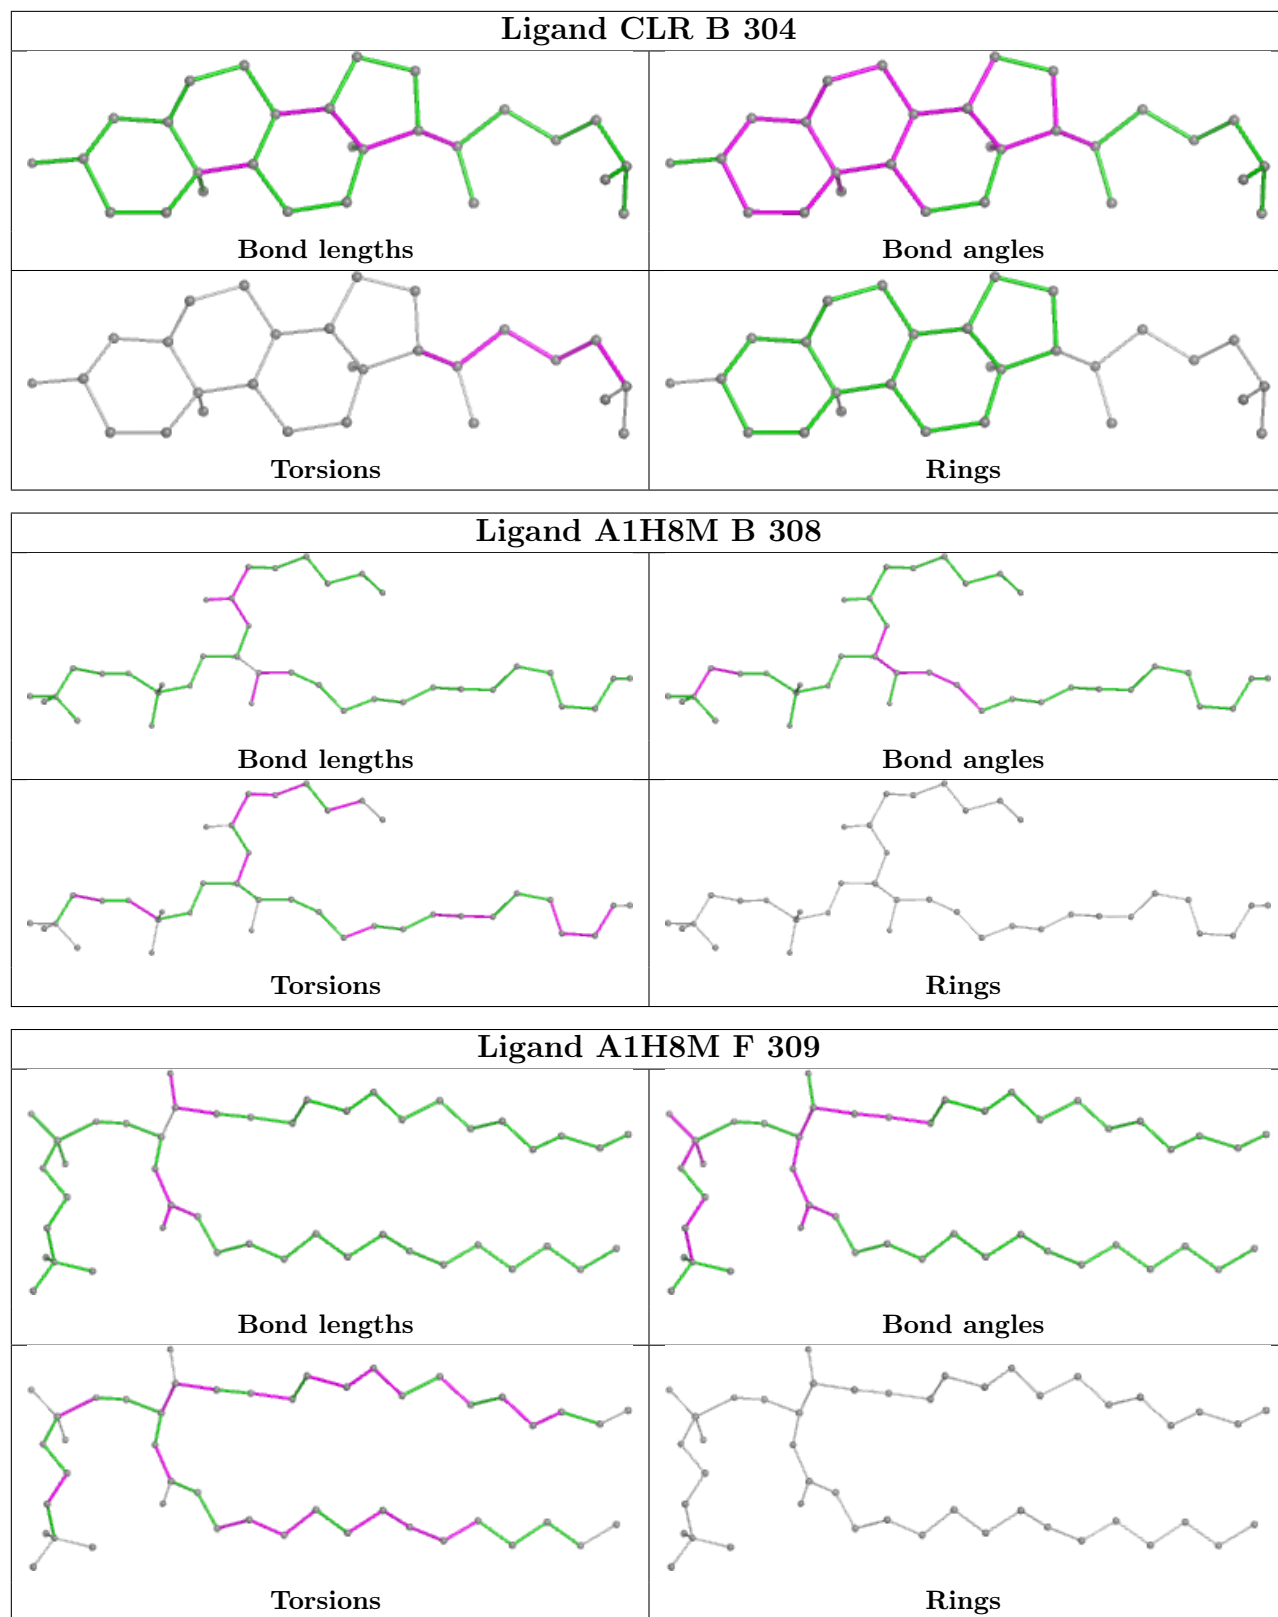 Ligand CLR B 304
Bond lengths
Bond angles
Torsions
Rings
Ligand A1H8M B 308
Bond lengths
Bond angles
Torsions
Rings
Ligand A1H8M F 309
Bond lengths
Bond angles
Torsions
Rings